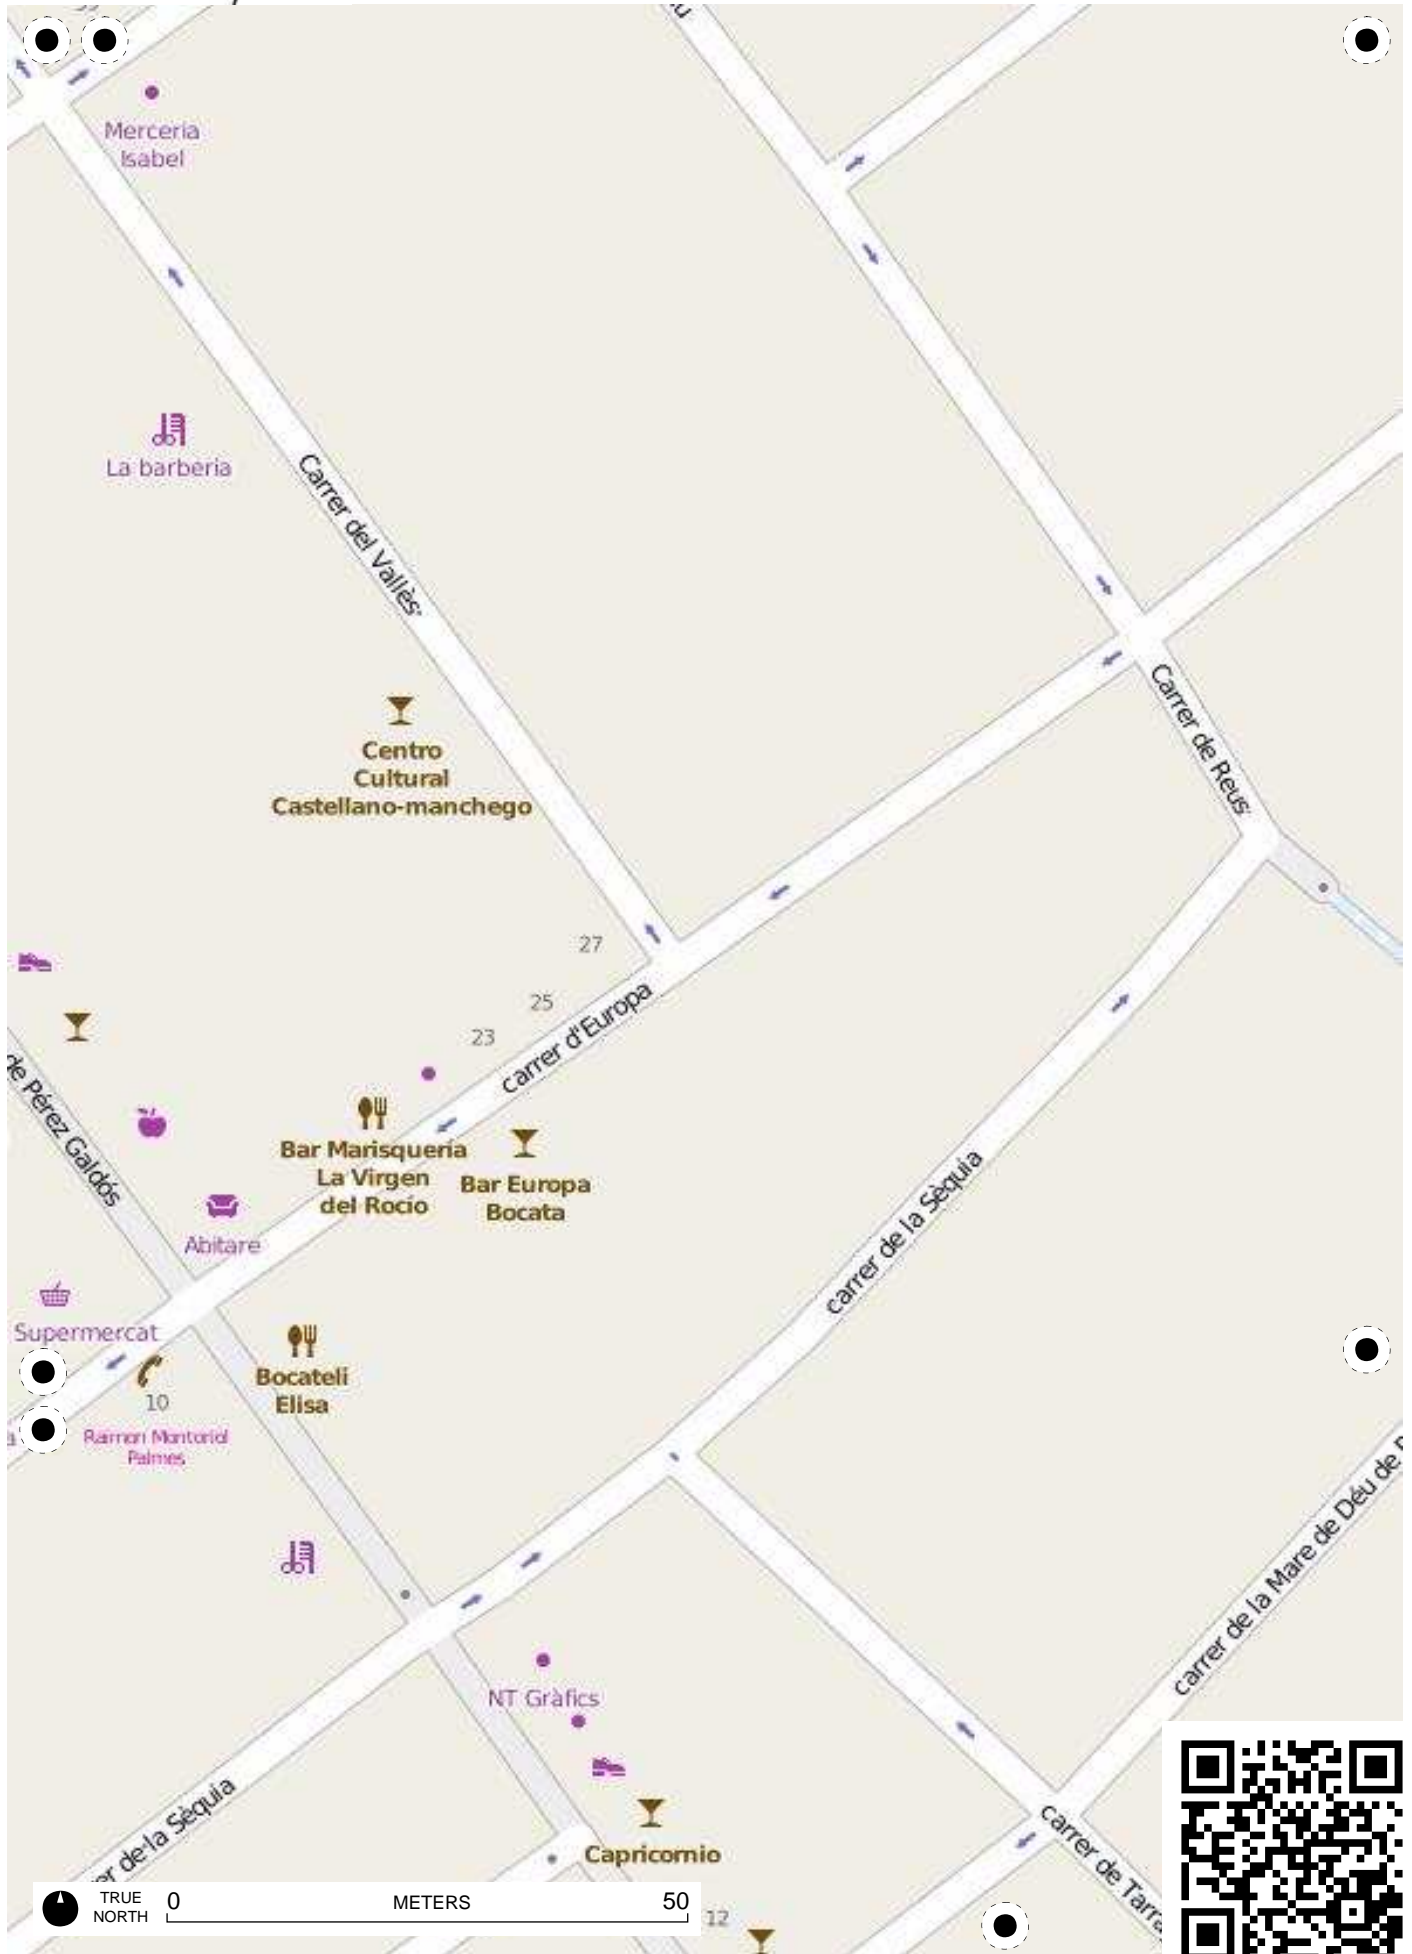 Merceria
Isabel
La barberia
Carrer del Vallès
Centro
Cultural
Castellano-manchego
Carrer de Reus
27
25
23
carrer d'Europa
de Pérez Galdós
Bar Marisquería
La Virgen
del Rocío
Bar Europa
Bocata
Abitare
carrer de la Sèquia
Supermercat
10
Ramon Montoriol
Palmes
Bocateli
Elisa
carrer de la Mare de Déu de
NT Gràfics
er de la Sèquia
Capricornio
carrer de Tarra
12
TRUE
NORTH
0 METERS 50